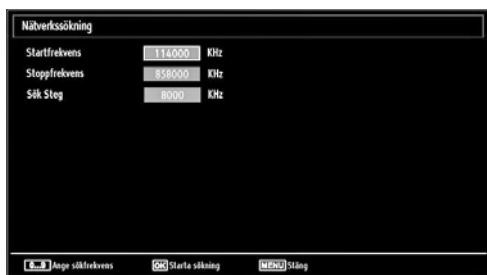 Nätverkssökning
Startfrekvens 114000 KHz
Stoppfrekvens 858000 KHz
Sök Steg 8000 KHz
0...9 Ange sökfrekvens OK Starta sökning MENU Stäng